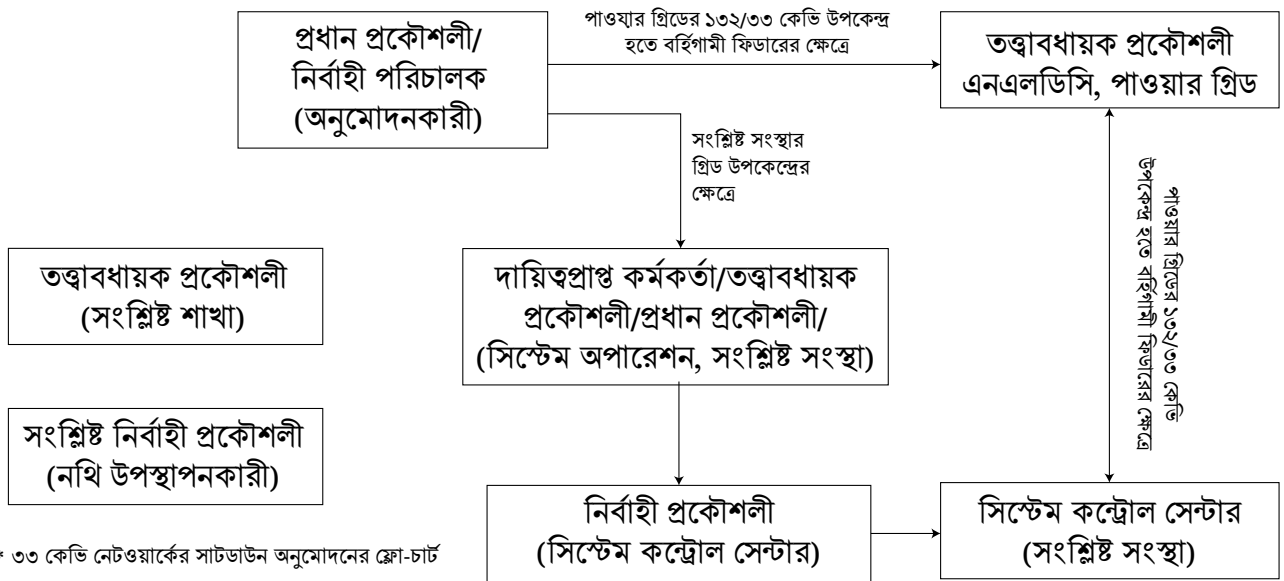 প্রধান প্রকৌশলী/
নির্বাহী পরিচালক
(অনুমোদনকারী)
পাওয়ার গ্রিডের ১৩২/৩৩ কেভি উপকেন্দ্র
হতে বর্হিগামী ফিডারের ক্ষেত্রে
তত্ত্বাবধায়ক প্রকৌশলী
এনএলডিসি, পাওয়ার গ্রিড
সংশ্লিষ্ট সংস্থার
গ্রিড উপকেন্দ্রের
ক্ষেত্রে
পাওয়ার গ্রিডের ১৩২/৩৩ কেভি
উপকেন্দ্র হতে বর্হিগামী ফিডারের ক্ষেত্রে
তত্ত্বাবধায়ক প্রকৌশলী
(সংশ্লিষ্ট শাখা)
দায়িত্বপ্রাপ্ত কর্মকর্তা/তত্ত্বাবধায়ক
প্রকৌশলী/প্রধান প্রকৌশলী/
(সিস্টেম অপারেশন, সংশ্লিষ্ট সংস্থা)
সংশ্লিষ্ট নির্বাহী প্রকৌশলী
(নথি উপস্থাপনকারী)
নির্বাহী প্রকৌশলী
(সিস্টেম কন্ট্রোল সেন্টার)
সিস্টেম কন্ট্রোল সেন্টার
(সংশ্লিষ্ট সংস্থা)
* ৩৩ কেভি নেটওয়ার্কের সাটডাউন অনুমোদনের ফ্লো-চার্ট